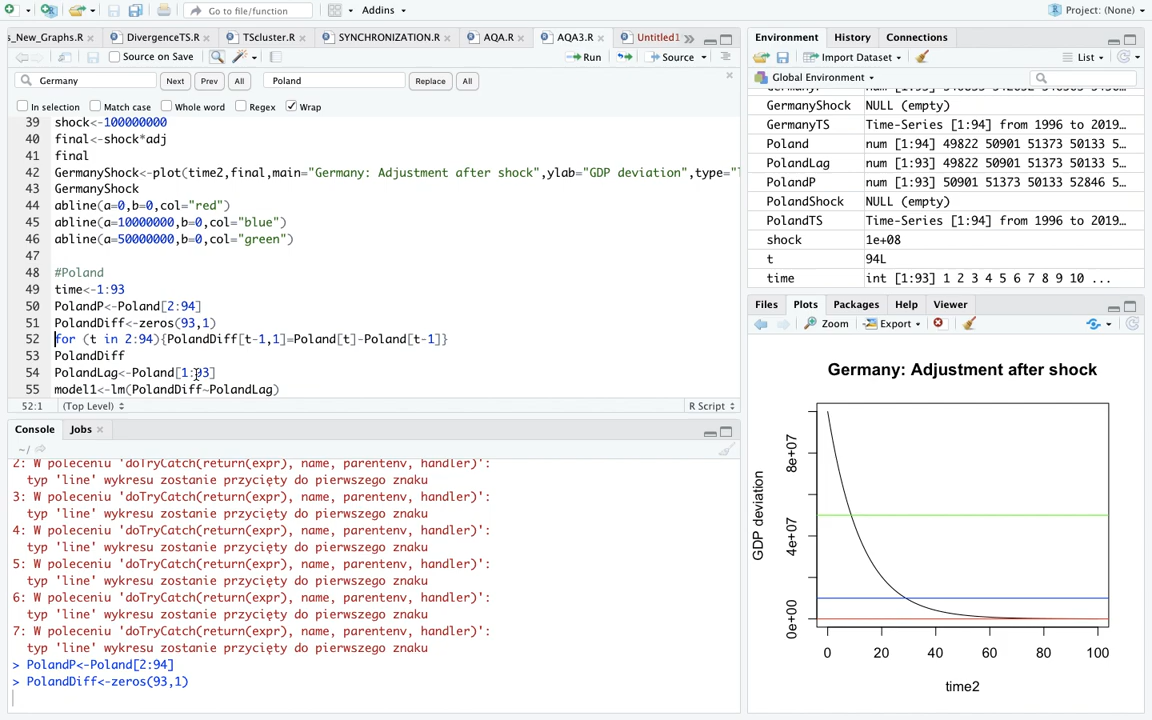 Go to file/function
Addins
Project: (None)
s_New_Graphs.R
DivergenceTS.R
TScluster.R
SYNCHRONIZATION.R
AQA.R
AQA3.R
Untitled1
Source on Save
Run
Source
Germany
Next
Prev
All
Poland
Replace
All
In selection
Match case
Whole word
Regex
Wrap
39 shock<-100000000
40 final<-shock*adj
41 final
42 GermanyShock<-plot(time2,final,main="Germany: Adjustment after shock",ylab="GDP deviation",type="
43 GermanyShock
44 abline(a=0,b=0,col="red")
45 abline(a=10000000,b=0,col="blue")
46 abline(a=50000000,b=0,col="green")
47
48 #Poland
49 time<-1:93
50 PolandP<-Poland[2:94]
51 PolandDiff<-zeros(93,1)
52 for (t in 2:94){PolandDiff[t-1,1]=Poland[t]-Poland[t-1]}
53 PolandDiff
54 PolandLag<-Poland[1:93]
55 model1<-lm(PolandDiff~PolandLag)
52:1
(Top Level)
R Script
Console
Jobs
~/
2: W poleceniu 'doTryCatch(return(expr), name, parentenv, handler)':
typ 'line' wykresu zostanie przycięty do pierwszego znaku
3: W poleceniu 'doTryCatch(return(expr), name, parentenv, handler)':
typ 'line' wykresu zostanie przycięty do pierwszego znaku
4: W poleceniu 'doTryCatch(return(expr), name, parentenv, handler)':
typ 'line' wykresu zostanie przycięty do pierwszego znaku
5: W poleceniu 'doTryCatch(return(expr), name, parentenv, handler)':
typ 'line' wykresu zostanie przycięty do pierwszego znaku
6: W poleceniu 'doTryCatch(return(expr), name, parentenv, handler)':
typ 'line' wykresu zostanie przycięty do pierwszego znaku
7: W poleceniu 'doTryCatch(return(expr), name, parentenv, handler)':
typ 'line' wykresu zostanie przycięty do pierwszego znaku
> PolandP<-Poland[2:94]
> PolandDiff<-zeros(93,1)
Environment
History
Connections
Import Dataset
List
Global Environment
GermanyShock NULL (empty)
GermanyTS Time-Series [1:94] from 1996 to 2019…
Poland num [1:94] 49822 50901 51373 50133 5…
PolandLag num [1:93] 49822 50901 51373 50133 5…
PolandP num [1:93] 50901 51373 50133 52846 5…
PolandShock NULL (empty)
PolandTS Time-Series [1:94] from 1996 to 2019…
shock 1e+08
t 94L
time int [1:93] 1 2 3 4 5 6 7 8 9 10 ...
Files
Plots
Packages
Help
Viewer
Zoom
Export
Germany: Adjustment after shock
GDP deviation
8e+07
4e+07
0e+00
0 20 40 60 80 100
time2